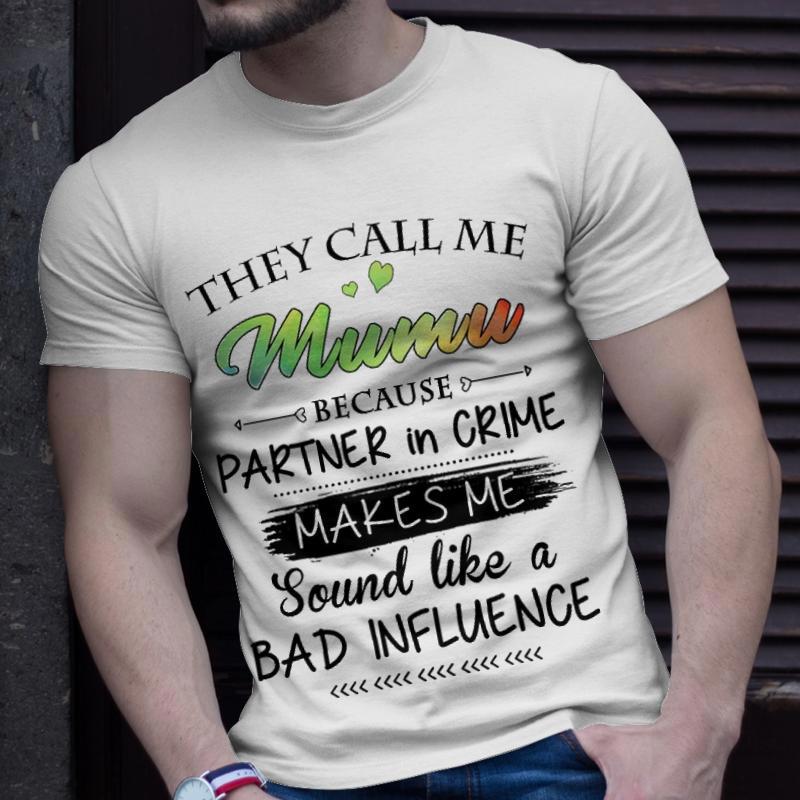 THEY CALL ME
Mumu
BECAUSE
PARTNER in CRIME
MAKES ME
Sound like a
BAD INFLUENCE